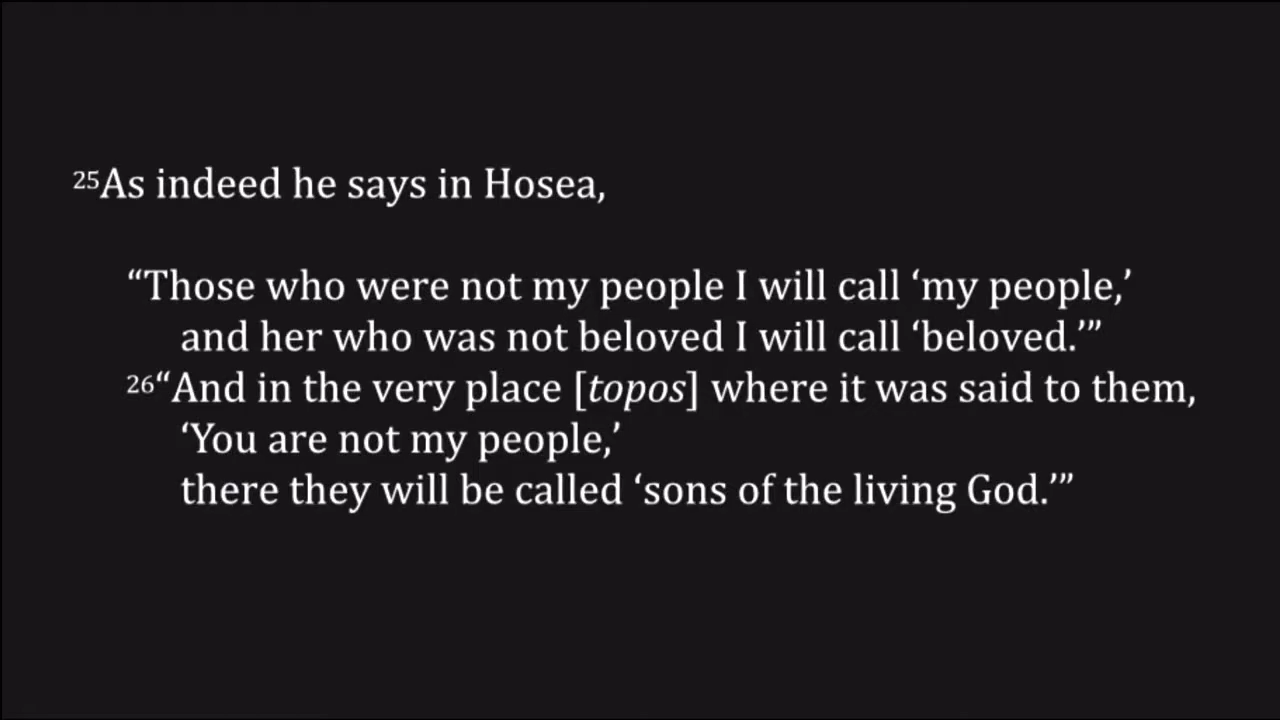 25As indeed he says in Hosea,
“Those who were not my people I will call ‘my people,’
and her who was not beloved I will call ‘beloved.’”
26“And in the very place [topos] where it was said to them,
‘You are not my people,’
there they will be called ‘sons of the living God.’”